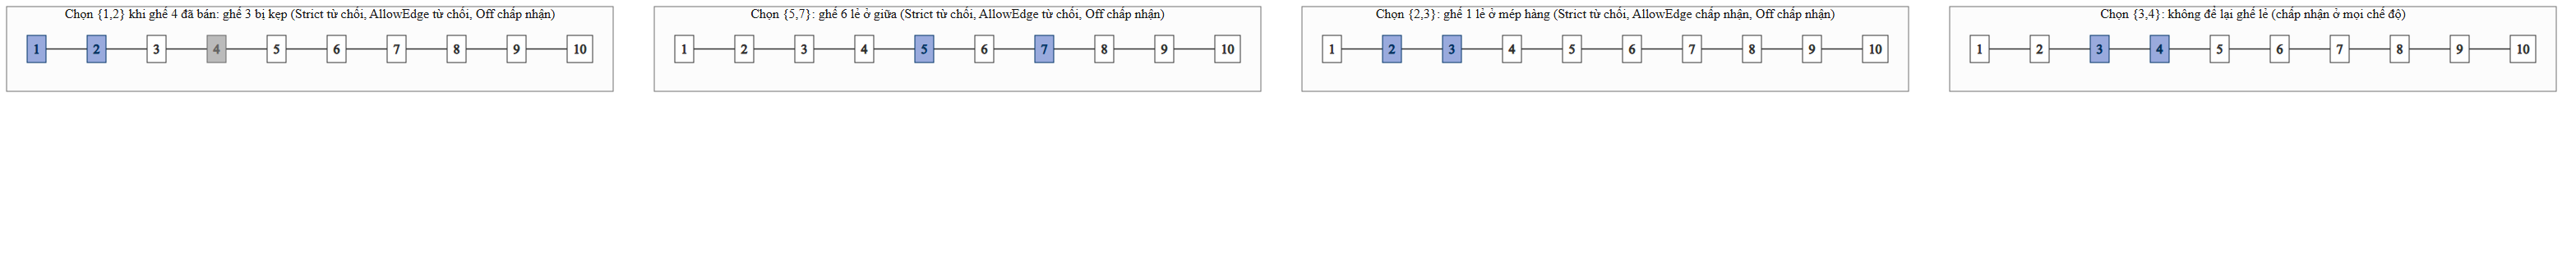 Chọn {1,2} khi ghế 4 đã bán: ghế 3 bị kẹp (Strict từ chối, AllowEdge từ chối, Off chấp nhận)
1 2 3 4 5 6 7 8 9 10
Chọn {5,7}: ghế 6 lẻ ở giữa (Strict từ chối, AllowEdge từ chối, Off chấp nhận)
1 2 3 4 5 6 7 8 9 10
Chọn {2,3}: ghế 1 lẻ ở mép hàng (Strict từ chối, AllowEdge chấp nhận, Off chấp nhận)
1 2 3 4 5 6 7 8 9 10
Chọn {3,4}: không để lại ghế lẻ (chấp nhận ở mọi chế độ)
1 2 3 4 5 6 7 8 9 10